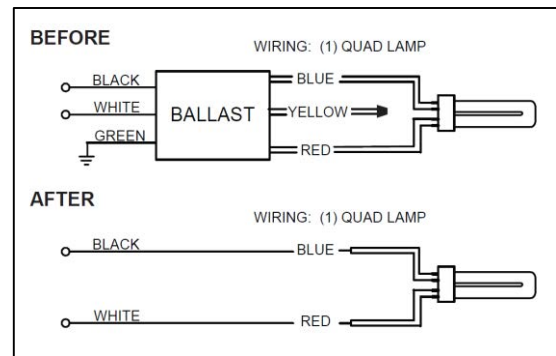 BEFORE
WIRING: (1) QUAD LAMP
BLACK
BLUE
WHITE
BALLAST
YELLOW
GREEN
RED
AFTER
WIRING: (1) QUAD LAMP
BLACK
BLUE
WHITE
RED